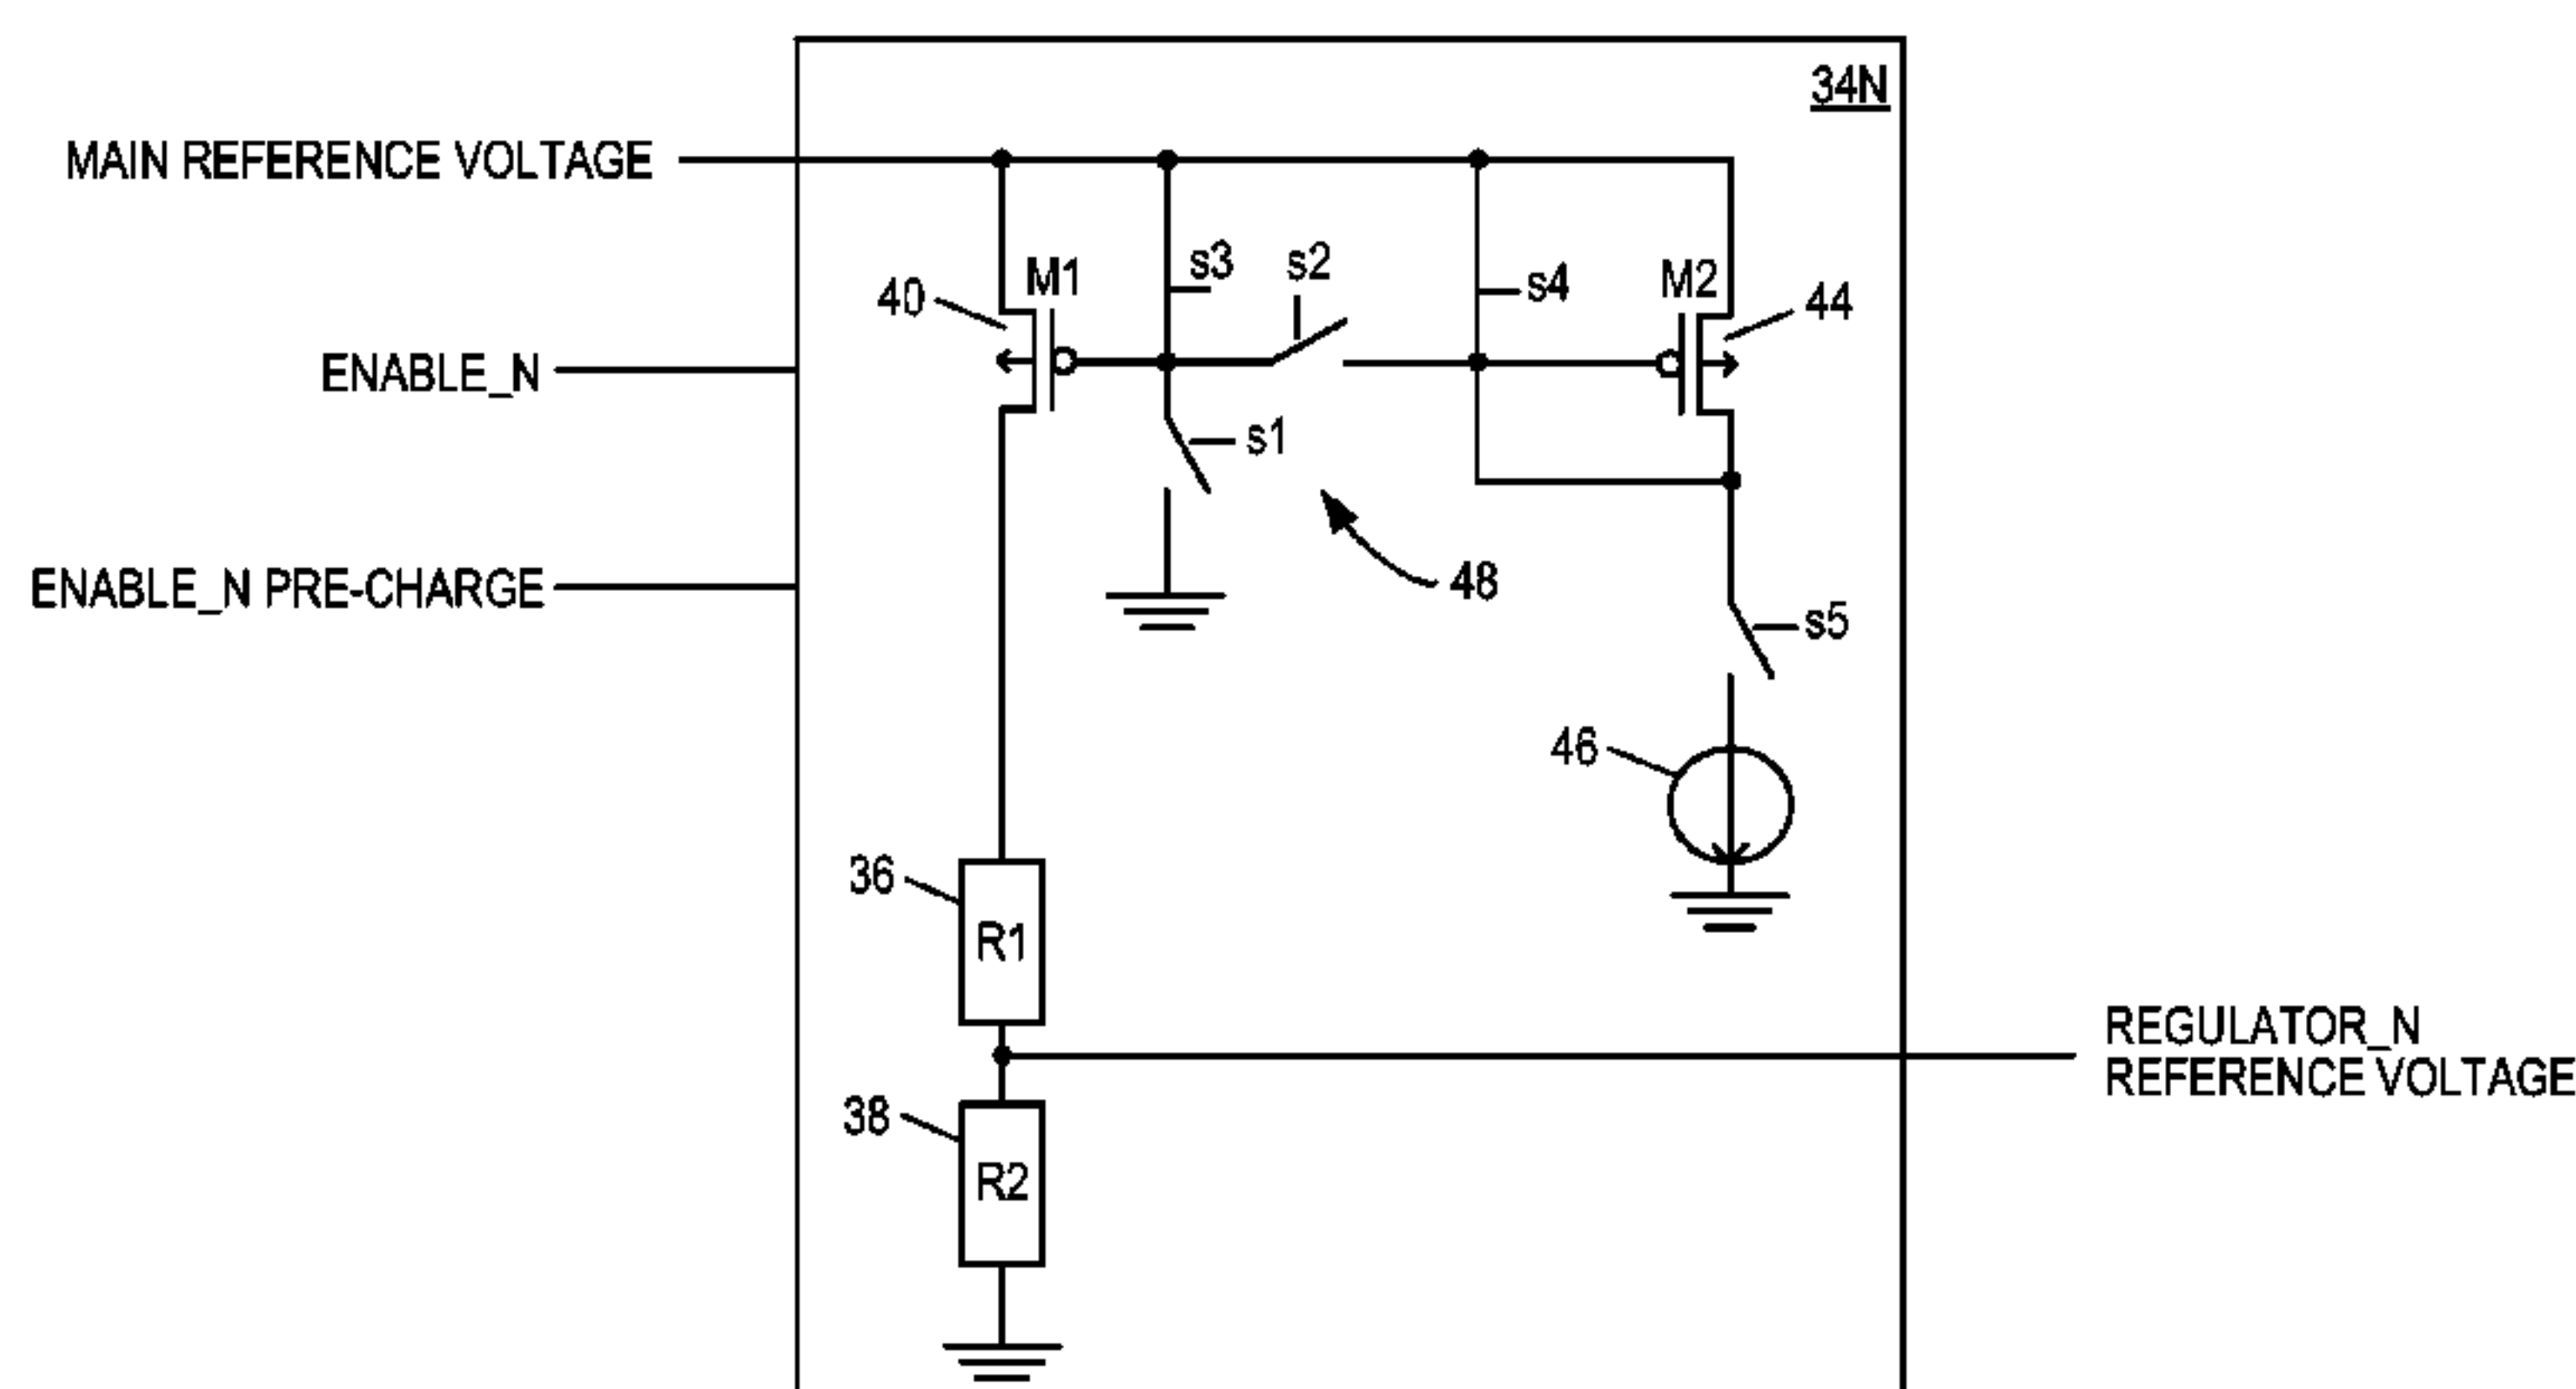 34N
MAIN REFERENCE VOLTAGE
s3
s2
M1
s4
M2
40
44
ENABLE_N
s1
48
ENABLE_N PRE-CHARGE
s5
46
36
R1
REGULATOR_N
REFERENCE VOLTAGE
38
R2